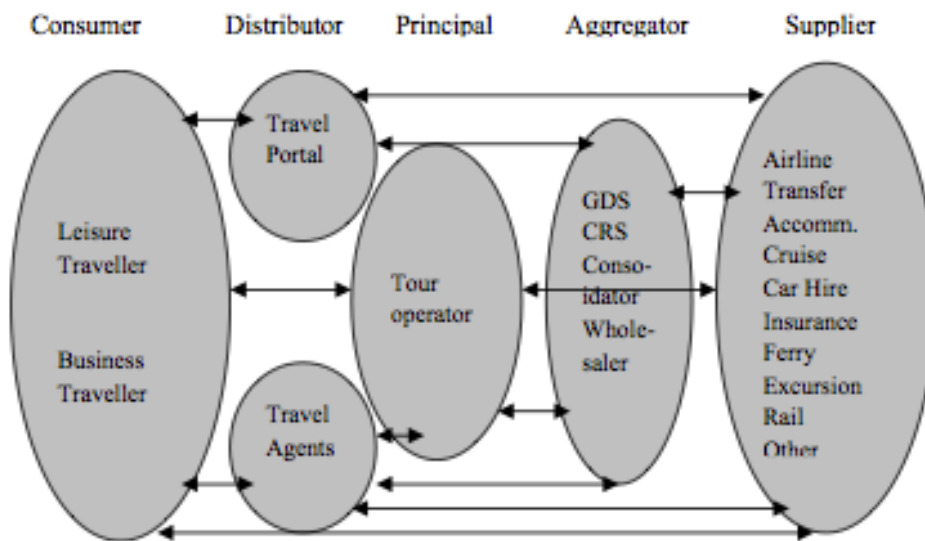 Consumer Distributor Principal Aggregator Supplier
Travel
Portal
Leisure
Traveller
Business
Traveller
Travel
Agents
Tour
operator
GDS
CRS
Conso-
idator
Whole-
saler
Airline
Transfer
Accomm.
Cruise
Car Hire
Insurance
Ferry
Excursion
Rail
Other